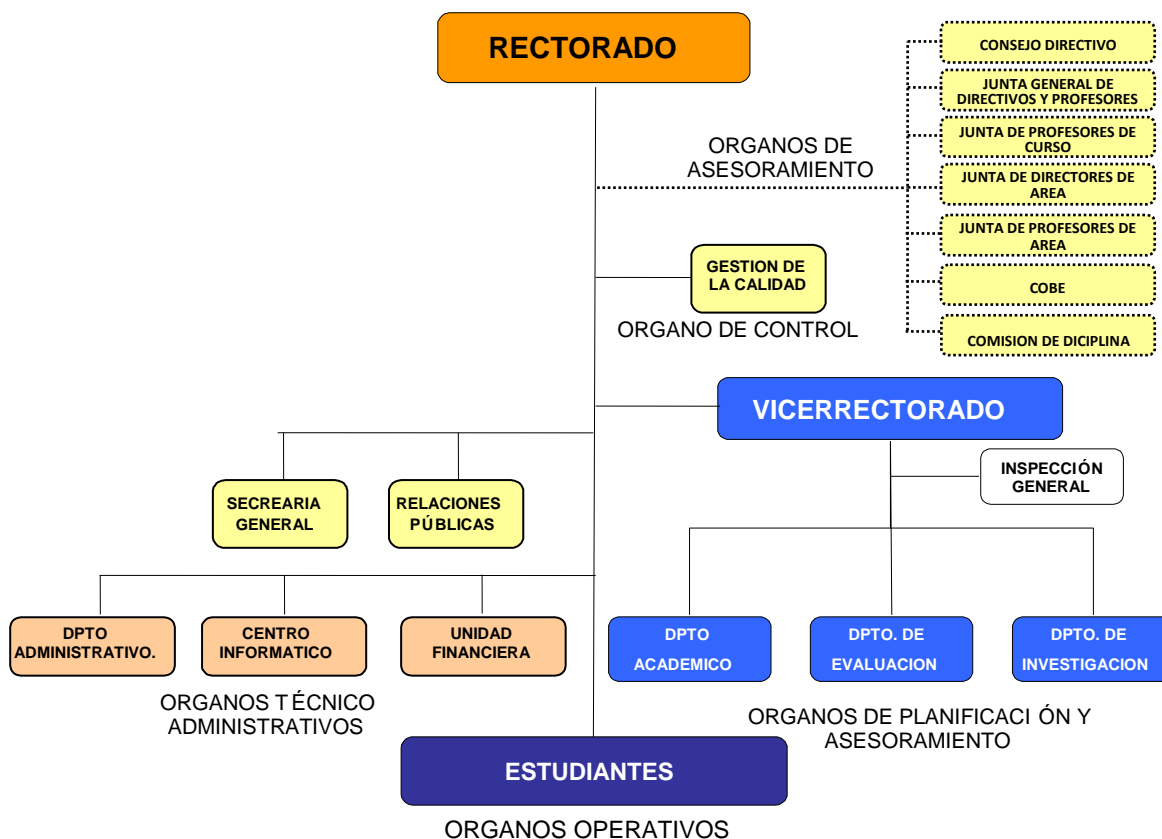 RECTORADO
CONSEJO DIRECTIVO
JUNTA GENERAL DE
DIRECTIVOS Y PROFESORES
JUNTA DE PROFESORES DE
CURSO
JUNTA DE DIRECTORES DE
AREA
JUNTA DE PROFESORES DE
AREA
COBE
COMISION DE DICIPLINA
ORGANOS DE
ASESORAMIENTO
GESTION DE
LA CALIDAD
ORGANO DE CONTROL
VICERRECTORADO
INSPECCIÓN
GENERAL
SECREARIA
GENERAL
RELACIONES
PÚBLICAS
DPTO
ADMINISTRATIVO.
CENTRO
INFORMATICO
UNIDAD
FINANCIERA
ORGANOS TÉCNICO
ADMINISTRATIVOS
DPTO
ACADEMICO
DPTO. DE
EVALUACION
DPTO. DE
INVESTIGACION
ORGANOS DE PLANIFICACI ÓN Y
ASESORAMIENTO
ESTUDIANTES
ORGANOS OPERATIVOS